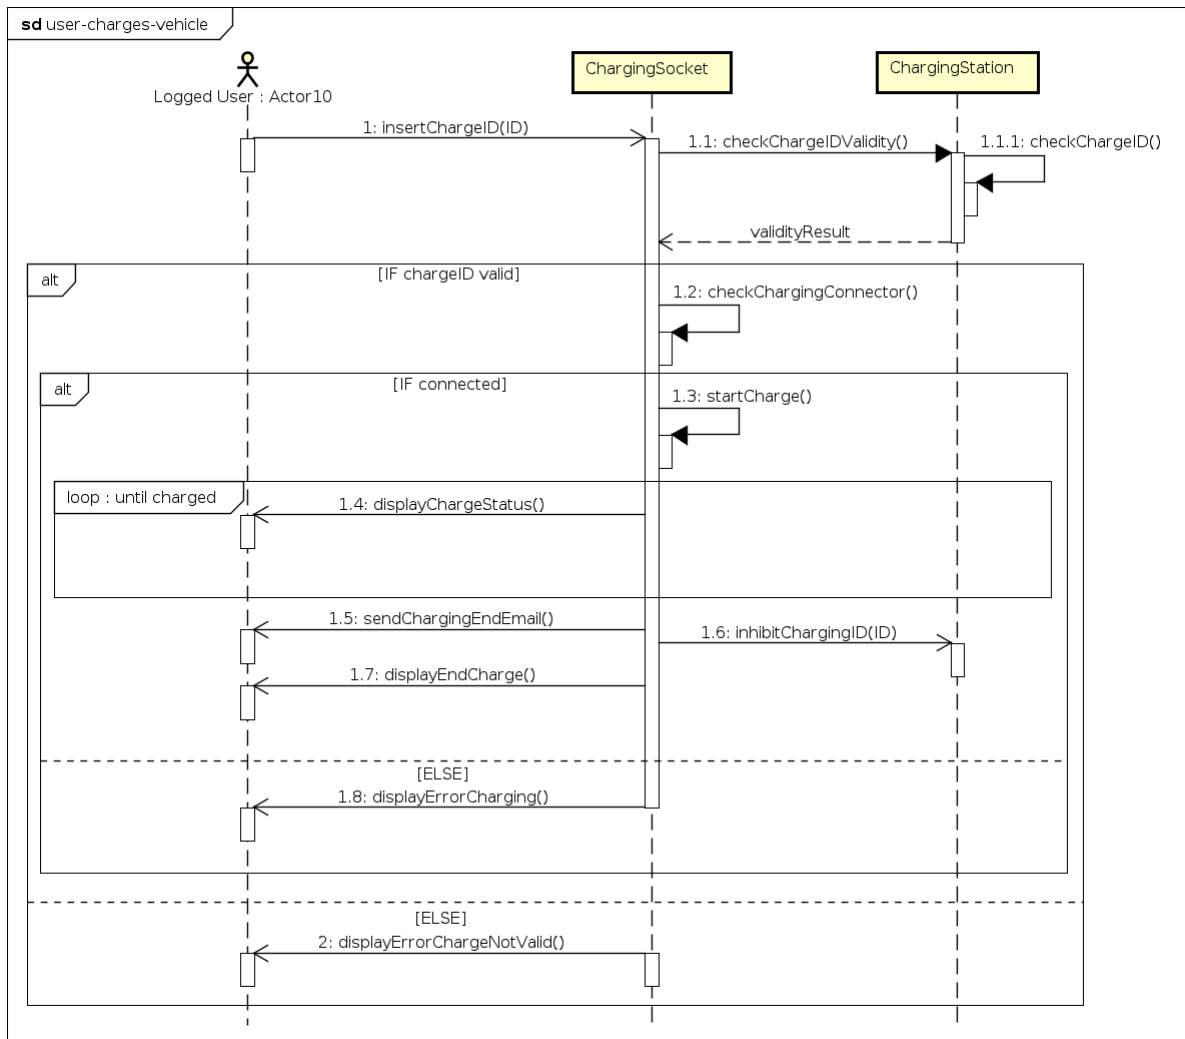 sd user-charges-vehicle
Logged User : Actor10
ChargingSocket
ChargingStation
1: insertChargeID(ID)
1.1: checkChargeIDValidity()
1.1.1: checkChargeID()
validityResult
alt
[IF chargeID valid]
1.2: checkChargingConnector()
alt
[IF connected]
1.3: startCharge()
loop : until charged
1.4: displayChargeStatus()
1.5: sendChargingEndEmail()
1.6: inhibitChargingID(ID)
1.7: displayEndCharge()
[ELSE]
1.8: displayErrorCharging()
[ELSE]
2: displayErrorChargeNotValid()